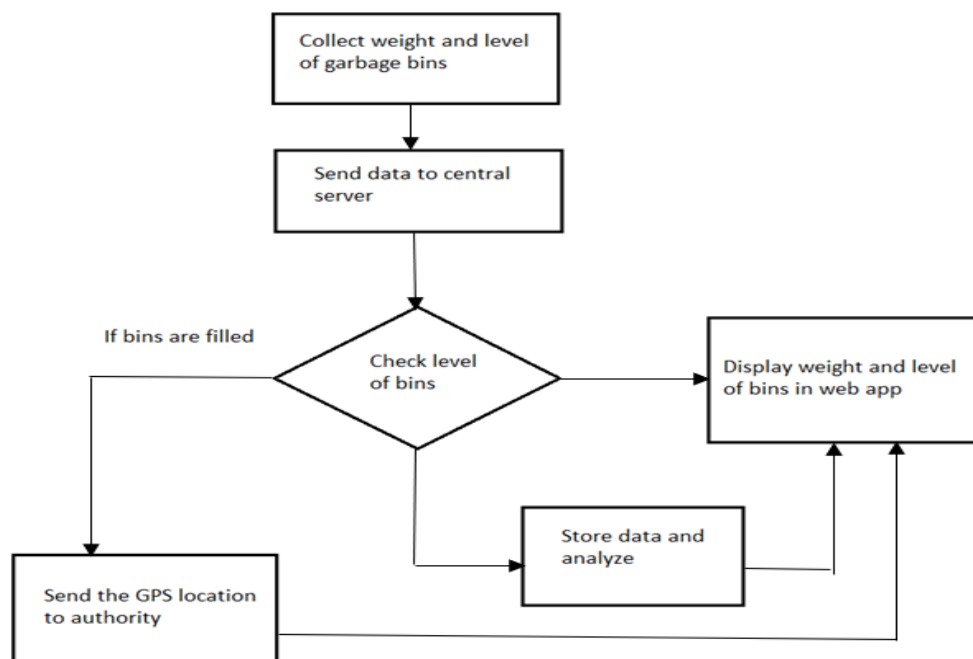 Collect weight and level
of garbage bins
Send data to central
server
If bins are filled
Check level
of bins
Display weight and level
of bins in web app
Store data and
analyze
Send the GPS location
to authority